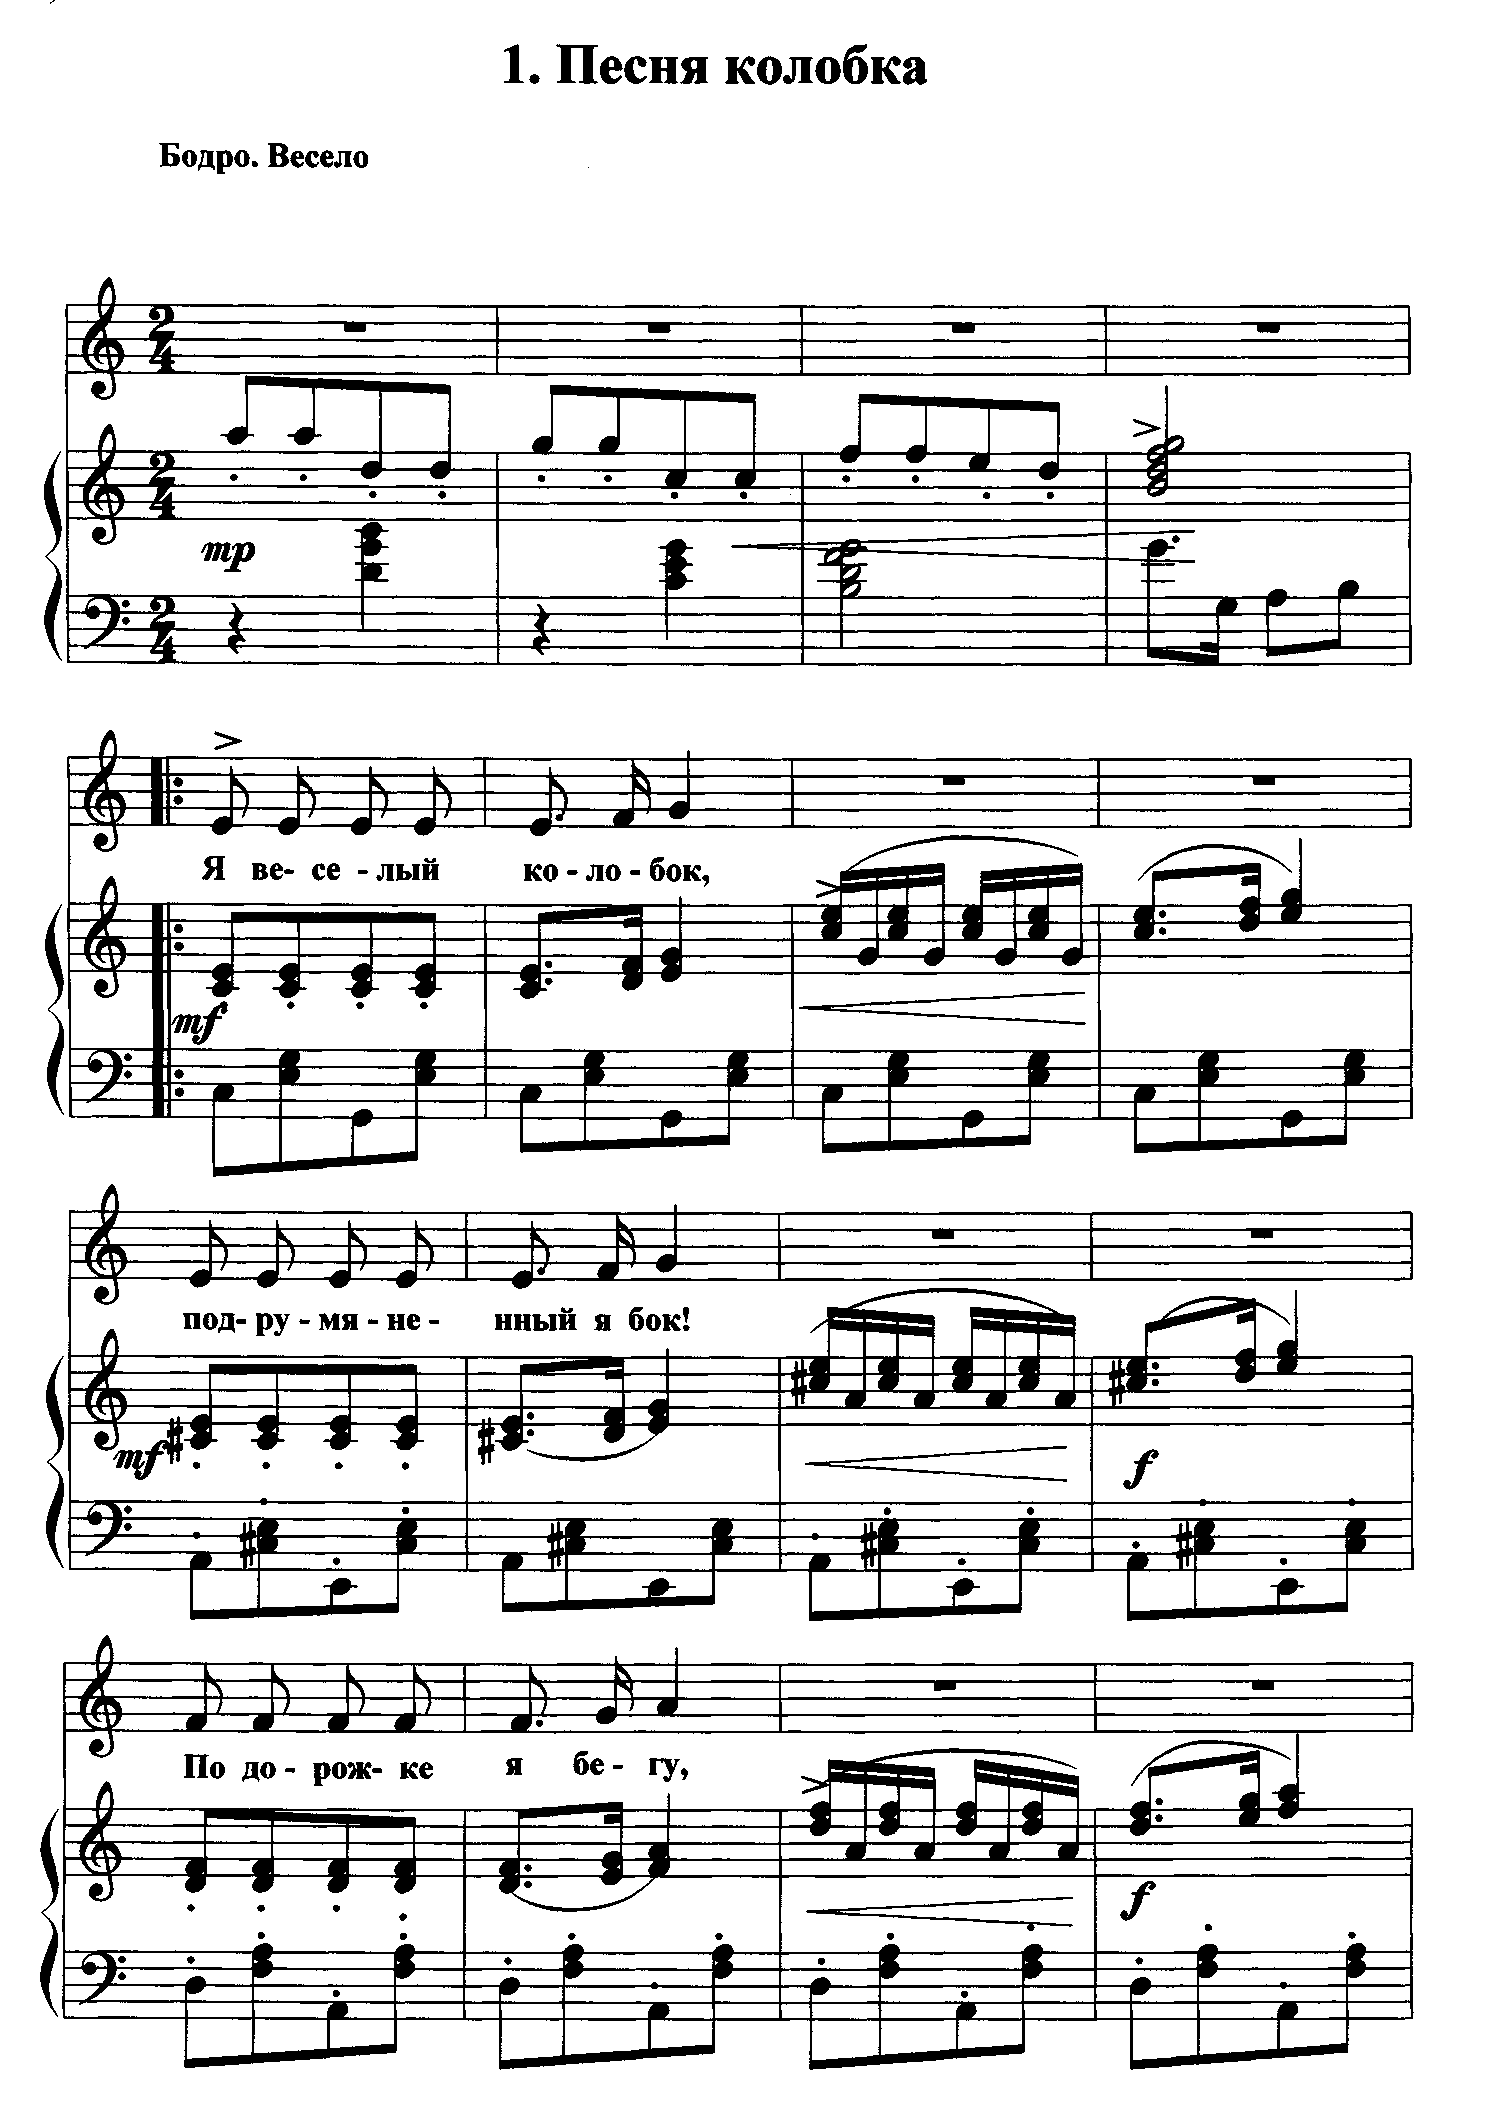 1. Песня колобка
Бодро. Весело
mp
Я ве- се - лый ко - ло - бок,
mf
под- ру - мя - не - нный я бок!
mf
f
По до - рож- ке я бе - гу,
f